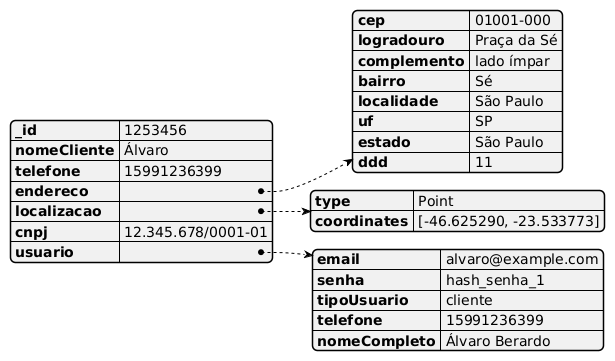 _id 1253456
nomeCliente Álvaro
telefone 15991236399
endereco
localizacao
cnpj 12.345.678/0001-01
usuario
cep 01001-000
logradouro Praça da Sé
complemento lado ímpar
bairro Sé
localidade São Paulo
uf SP
estado São Paulo
ddd 11
type Point
coordinates [-46.625290, -23.533773]
email alvaro@example.com
senha hash_senha_1
tipoUsuario cliente
telefone 15991236399
nomeCompleto Álvaro Berardo